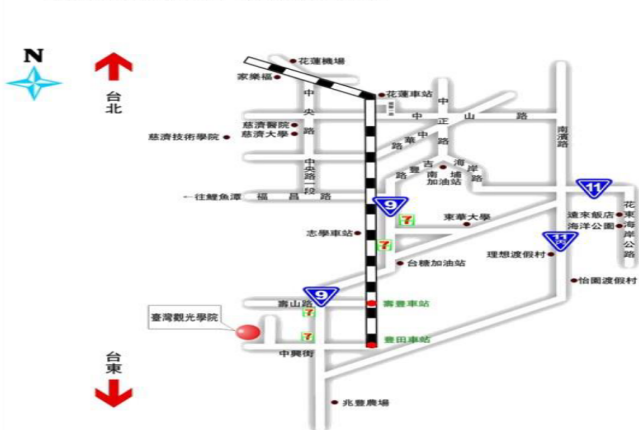 N
台北
花蓮機場
家樂福
花蓮車站
中央路
中正路
中山路
中華路
慈濟醫院
慈濟大學
慈濟技術學院
南濱路
中央路三段
吉豐路
海岸路
南埔加油站
往鯉魚潭
福昌路
9
7
11
東華大學
遠來飯店
海洋公園
花東海岸公路
志學車站
7
11丙
理想渡假村
台糖加油站
怡園渡假村
9
壽山路
7
壽豐車站
臺灣觀光學院
7
豐田車站
中興街
台東
兆豐農場